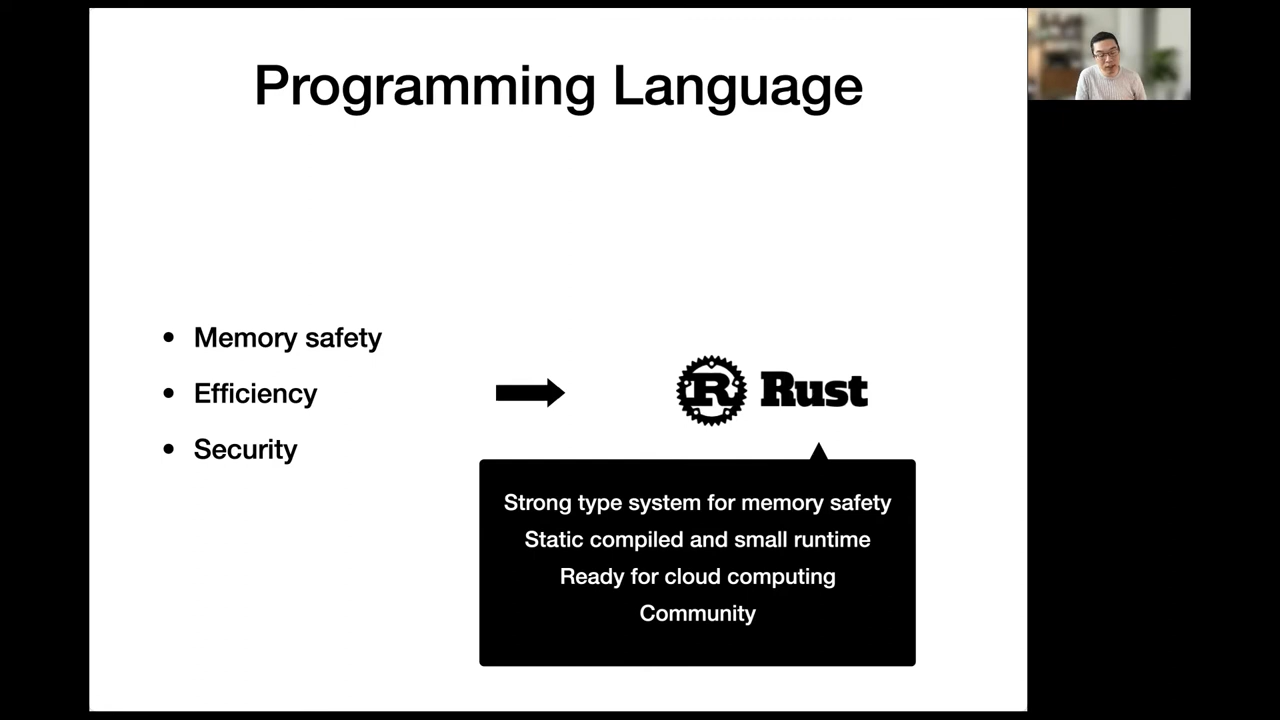 Programming Language
• Memory safety
• Efficiency
• Security
R Rust
Strong type system for memory safety
Static compiled and small runtime
Ready for cloud computing
Community